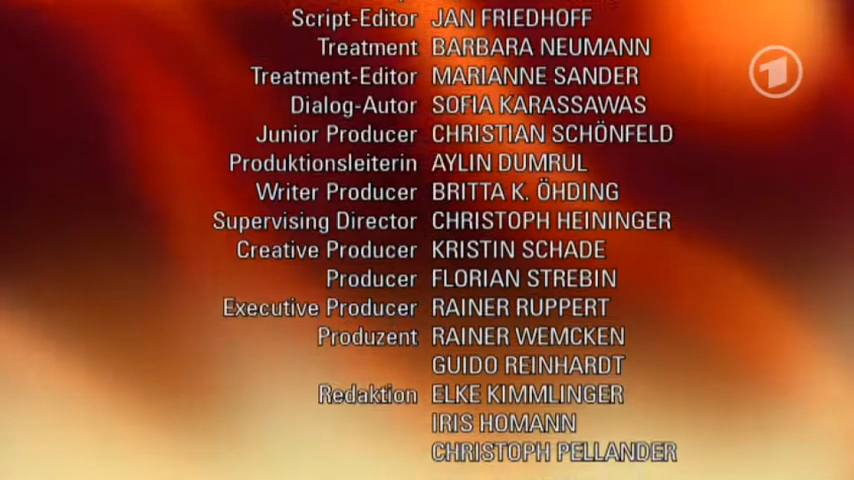 Script-Editor JAN FRIEDHOFF
Treatment BARBARA NEUMANN
Treatment-Editor MARIANNE SANDER
Dialog-Autor SOFIA KARASSAWAS
Junior Producer CHRISTIAN SCHÖNFELD
Produktionsleiterin AYLIN DUMRUL
Writer Producer BRITTA K. ÖHDING
Supervising Director CHRISTOPH HEININGER
Creative Producer KRISTIN SCHADE
Producer FLORIAN STREBIN
Executive Producer RAINER RUPPERT
Produzent RAINER WEMCKEN
GUIDO REINHARDT
Redaktion ELKE KIMMLINGER
IRIS HOMANN
CHRISTOPH PELLANDER
1